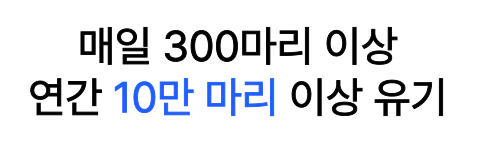 매일 300마리 이상
연간 10만 마리 이상 유기